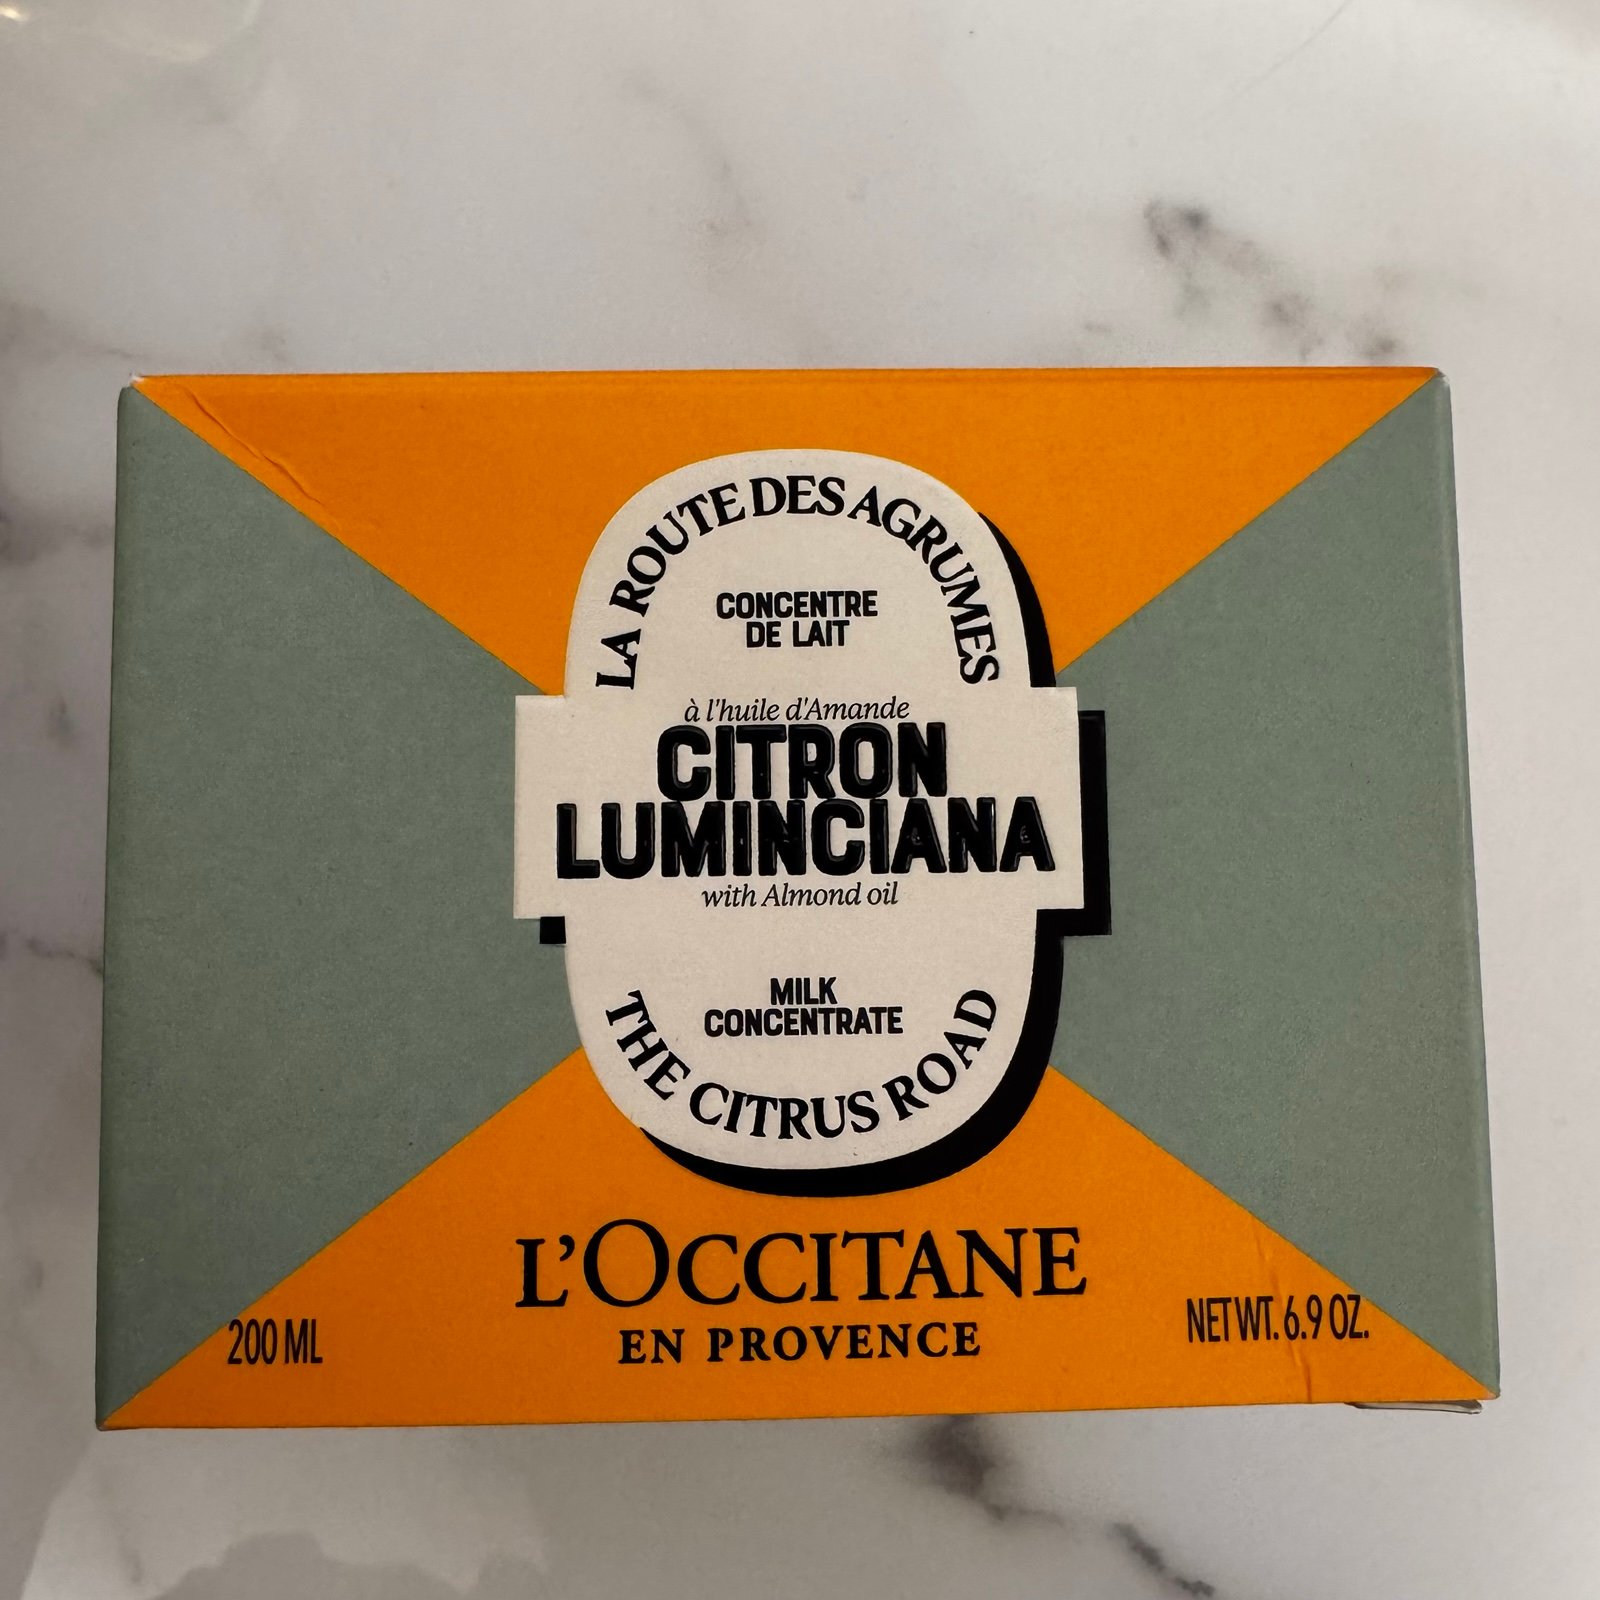 LA ROUTE DES AGRUMES
CONCENTRE
DE LAIT
à l'huile d'Amande
CITRON
LUMINCIANA
with Almond oil
MILK
CONCENTRATE
THE CITRUS ROAD
L'OCCITANE
EN PROVENCE
200 ML
NET WT. 6.9 OZ.